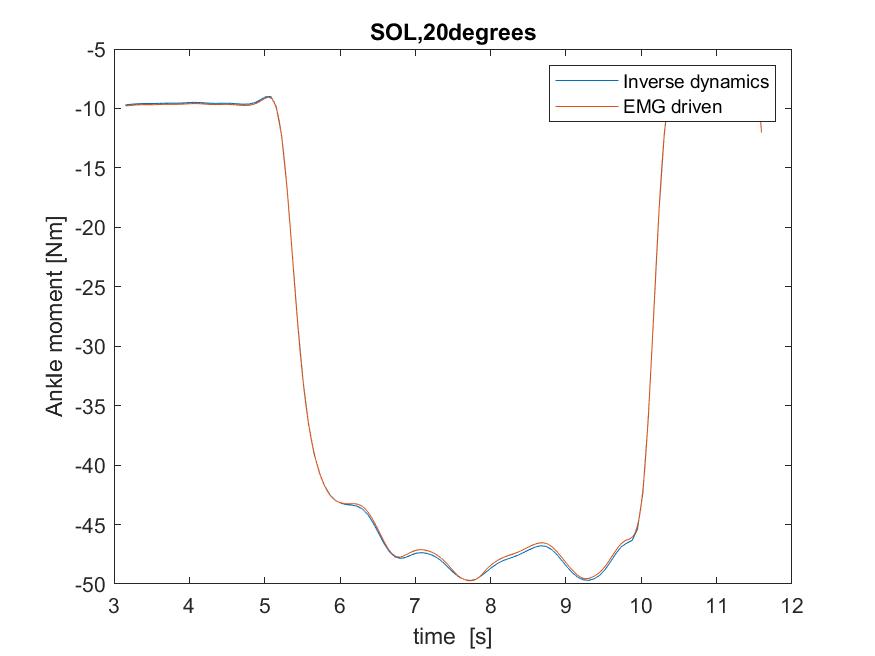 SOL,20degrees
-5
Inverse dynamics
EMG driven
-10
-15
-20
-25
-30
-35
-40
-45
-50
Ankle moment [Nm]
3 4 5 6 7 8 9 10 11 12
time [s]